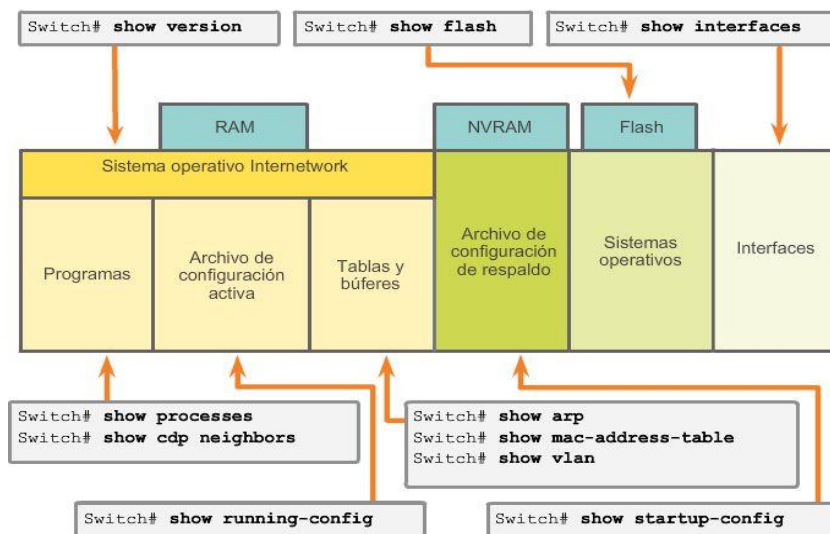 Switch# show version
Switch# show flash
Switch# show interfaces
RAM
NVRAM
Flash
Sistema operativo Internetwork
Programas
Archivo de
configuración
activa
Tablas y
búferes
Archivo de
configuración
de respaldo
Sistemas
operativos
Interfaces
Switch# show processes
Switch# show cdp neighbors
Switch# show arp
Switch# show mac-address-table
Switch# show vlan
Switch# show running-config
Switch# show startup-config